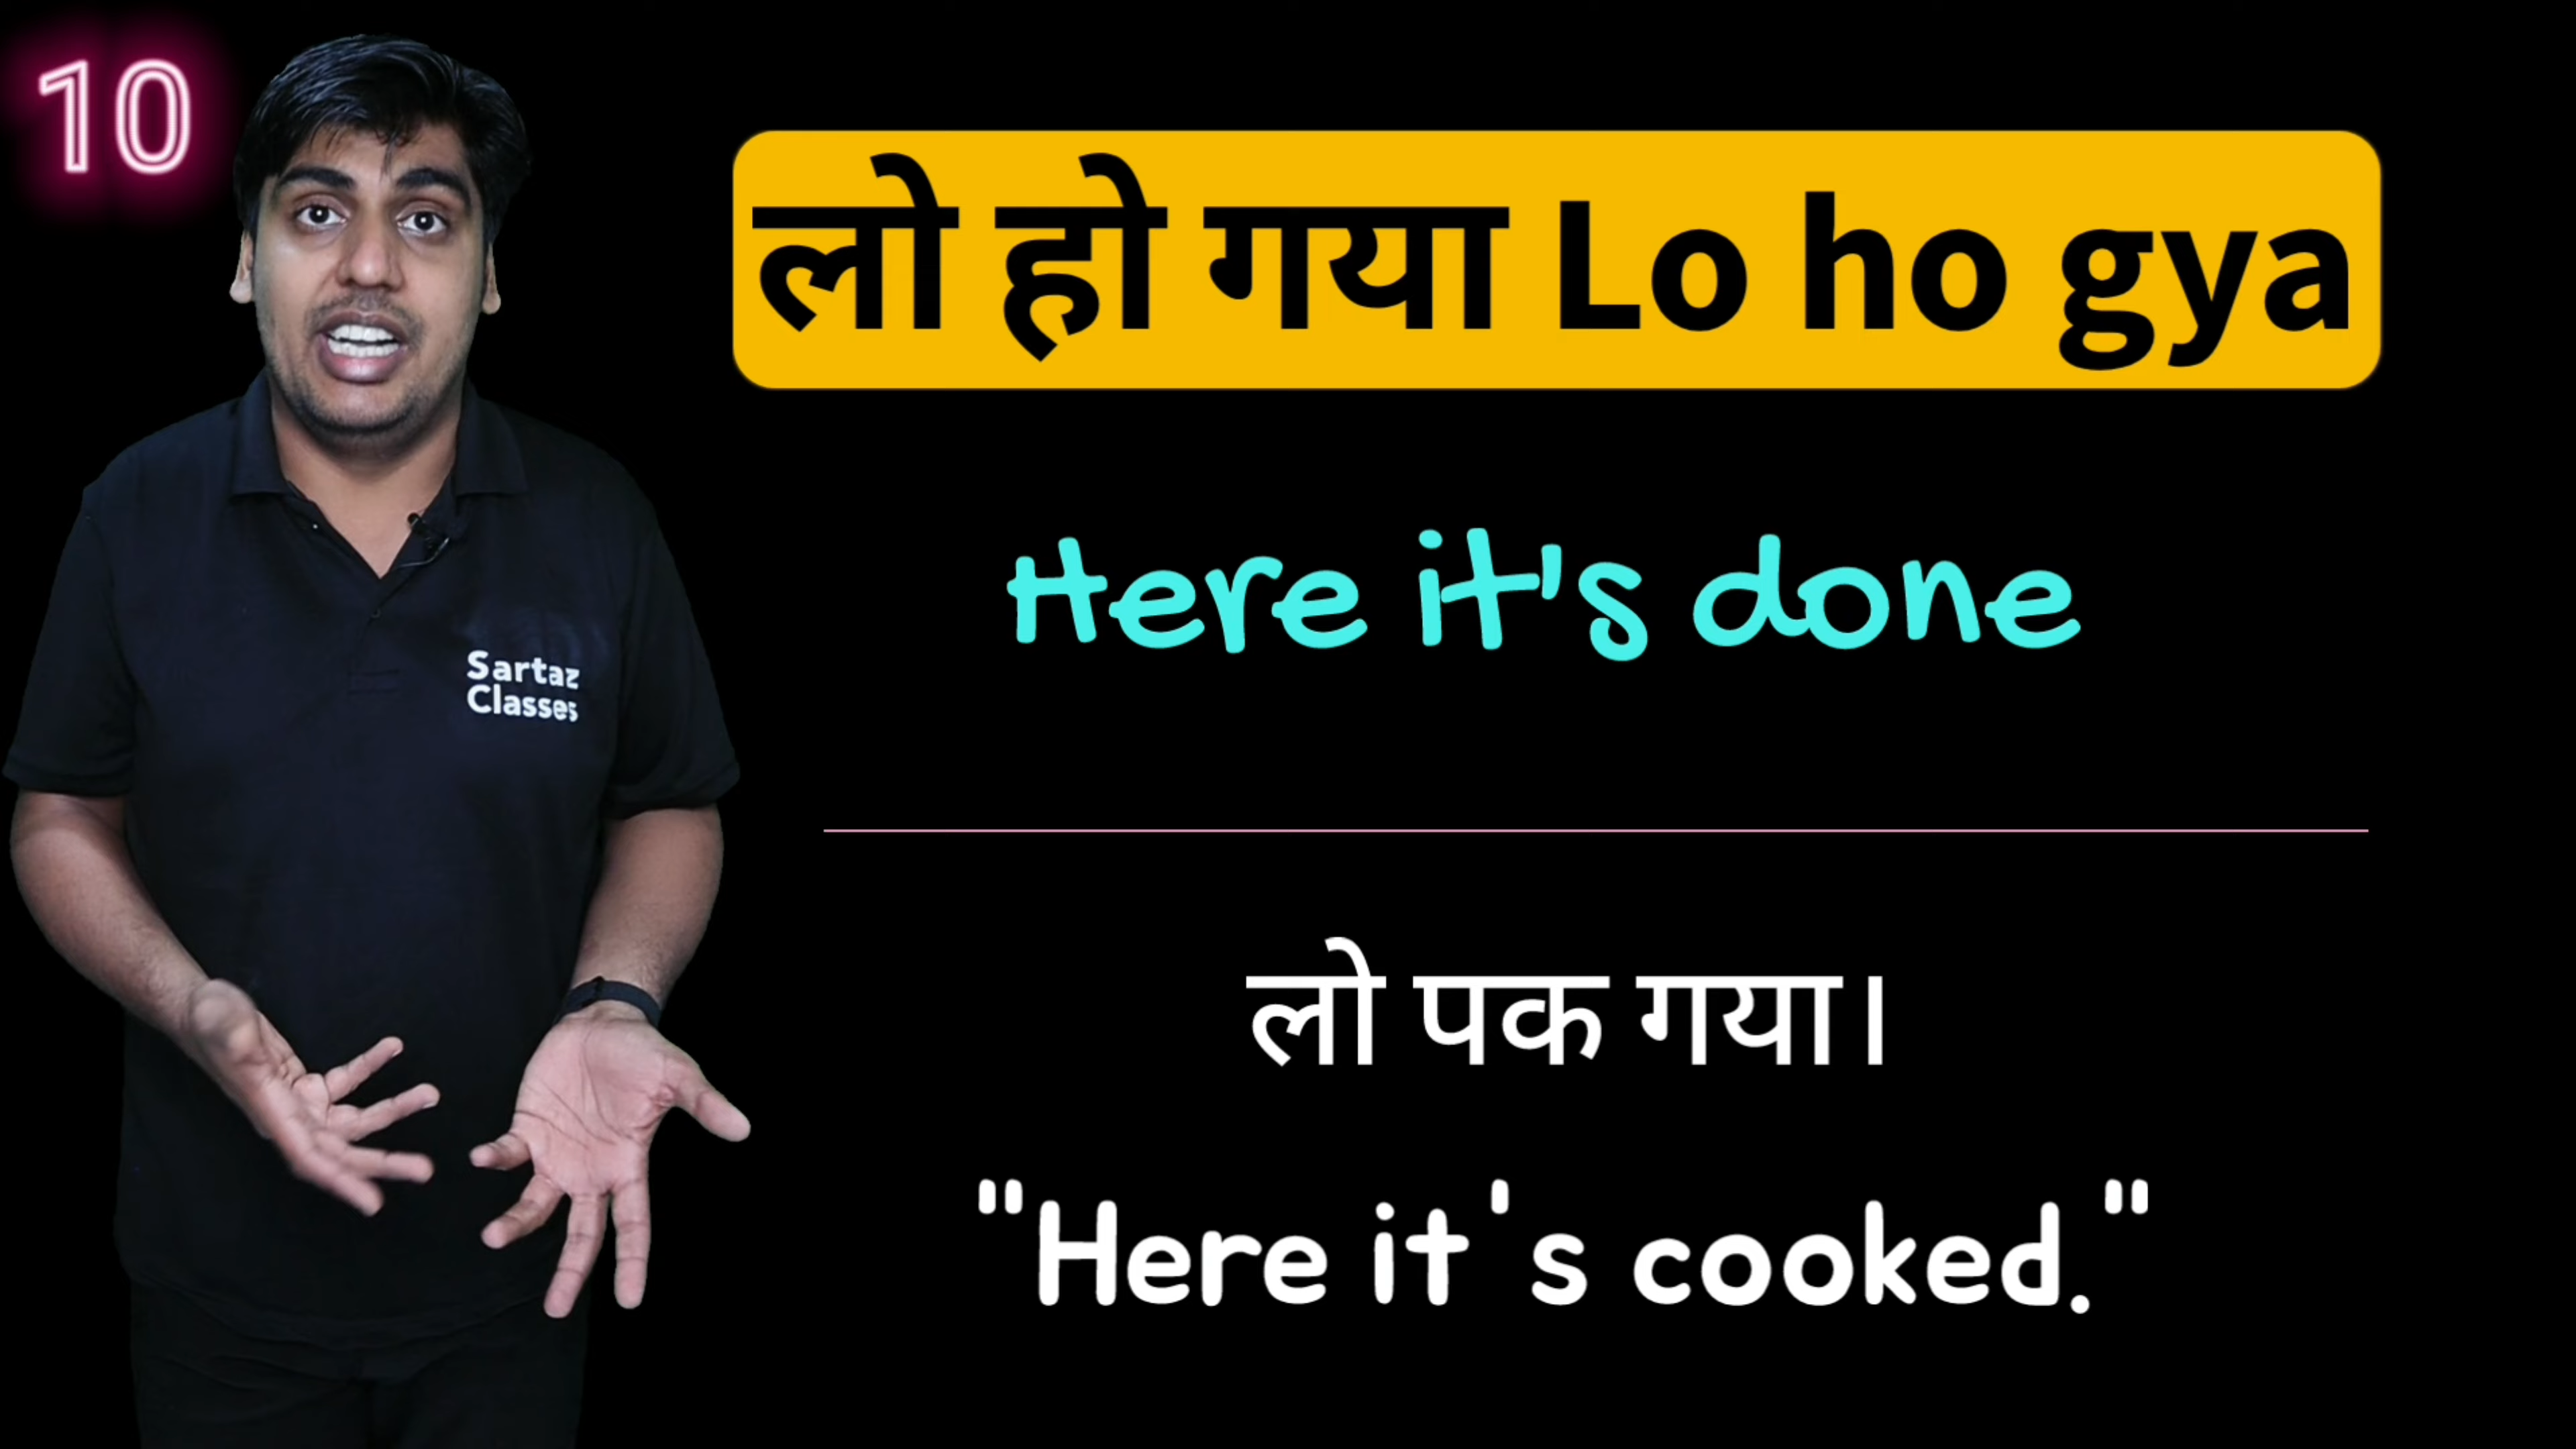 10
लो हो गया Lo ho gya
Here it's done
Sartaz
Classes
लो पक गया।
"Here it's cooked."